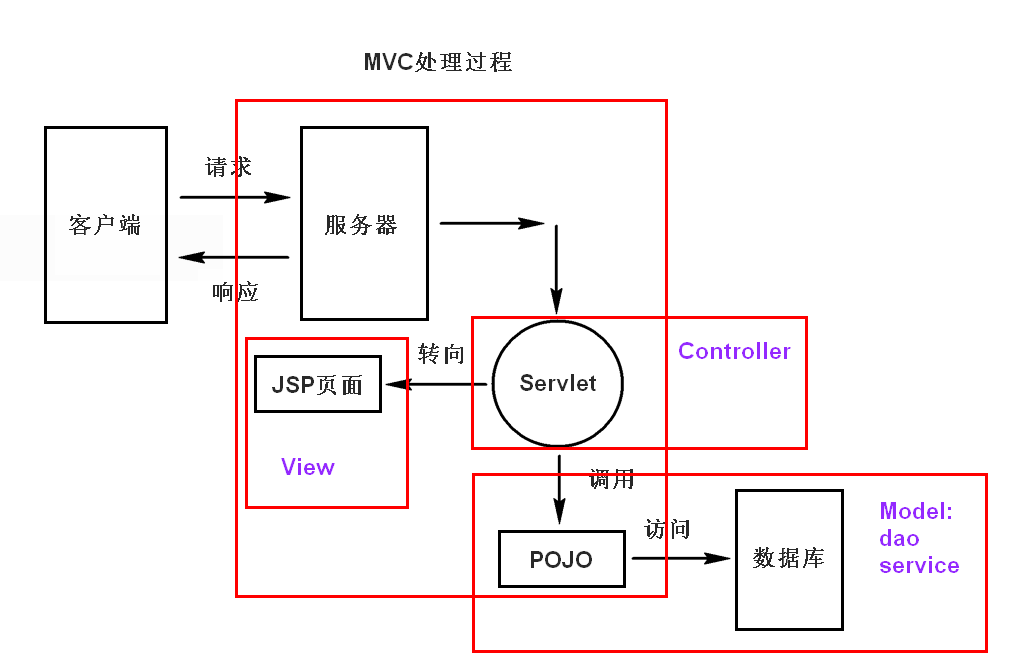 MVC处理过程
请求
客户端
服务器
响应
转向
Controller
JSP页面
Servlet
View
调用
访问
Model:
dao
service
POJO
数据库